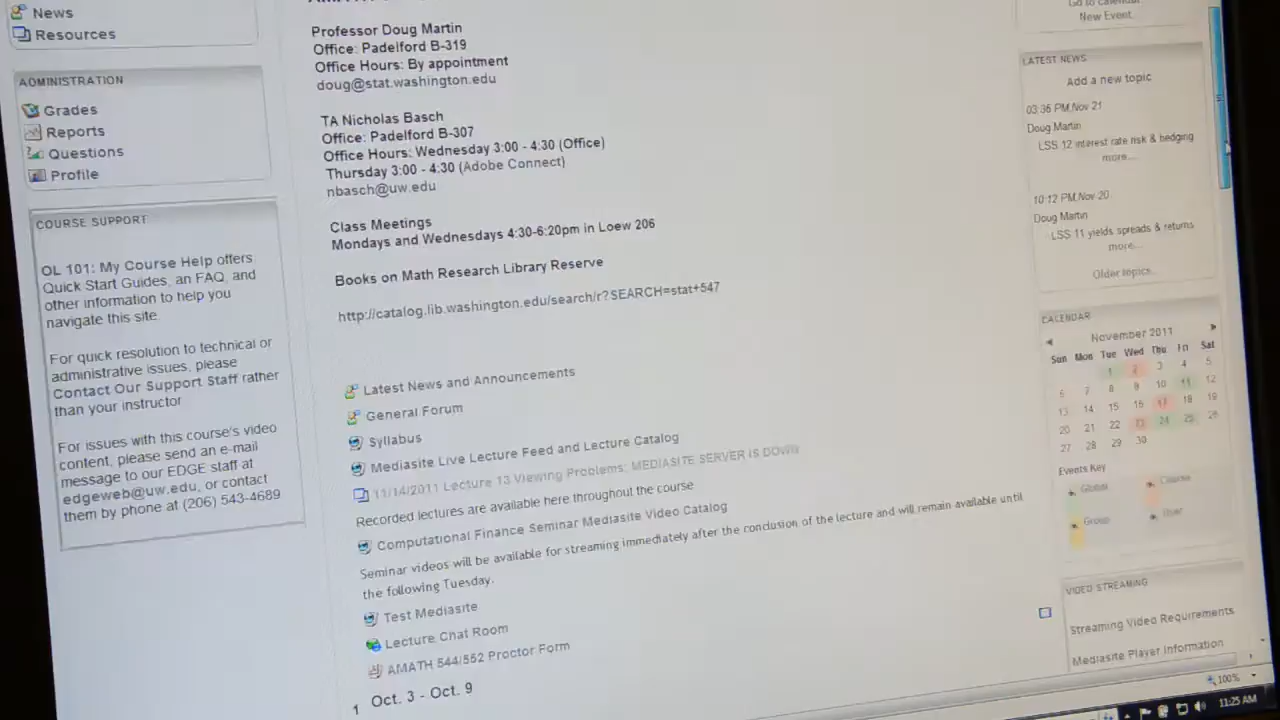 News
Resources
ADMINISTRATION
Grades
Reports
Questions
Profile
COURSE SUPPORT
OL 101: My Course Help offers
Quick Start Guides, an FAQ, and
other information to help you
navigate this site.
For quick resolution to technical or
administrative issues, please
Contact Our Support Staff rather
than your instructor
For issues with this course's video
content, please send an e-mail
message to our EDGE staff at
edgeweb@uw.edu, or contact
them by phone at (206) 543-4689
Professor Doug Martin
Office: Padelford B-319
Office Hours: By appointment
doug@stat.washington.edu
TA Nicholas Basch
Office: Padelford B-307
Office Hours: Wednesday 3:00 - 4:30 (Office)
Thursday 3:00 - 4:30 (Adobe Connect)
nbasch@uw.edu
Class Meetings
Mondays and Wednesdays 4:30-6:20pm in Loew 206
Books on Math Research Library Reserve
http://catalog.lib.washington.edu/search/r?SEARCH=stat+547
Latest News and Announcements
General Forum
Syllabus
Mediasite Live Lecture Feed and Lecture Catalog
11/14/2011 Lecture 13 Viewing Problems: MEDIASITE SERVER IS DOWN
Recorded lectures are available here throughout the course
Computational Finance Seminar Mediasite Video Catalog
Seminar videos will be available for streaming immediately after the conclusion of the lecture and will remain available until
the following Tuesday.
Test Mediasite
Lecture Chat Room
AMATH 544/552 Proctor Form
1 Oct. 3 - Oct. 9
Go to calendar
New Event.
LATEST NEWS
Add a new topic
03:36 PM, Nov 21
Doug Martin
LSS 12 interest rate risk & hedging
more...
10:12 PM, Nov 20
Doug Martin
LSS 11 yields spreads & returns
more...
Older topics...
CALENDAR
November 2011
Sun Mon Tue Wed Thu Fri Sat
1 2 3 4 5
6 7 8 9 10 11 12
13 14 15 16 17 18 19
20 21 22 23 24 25 26
27 28 29 30
Events Key
Global Course
Group User
VIDEO STREAMING
Streaming Video Requirements
Mediasite Player Information
100%
11:25 AM